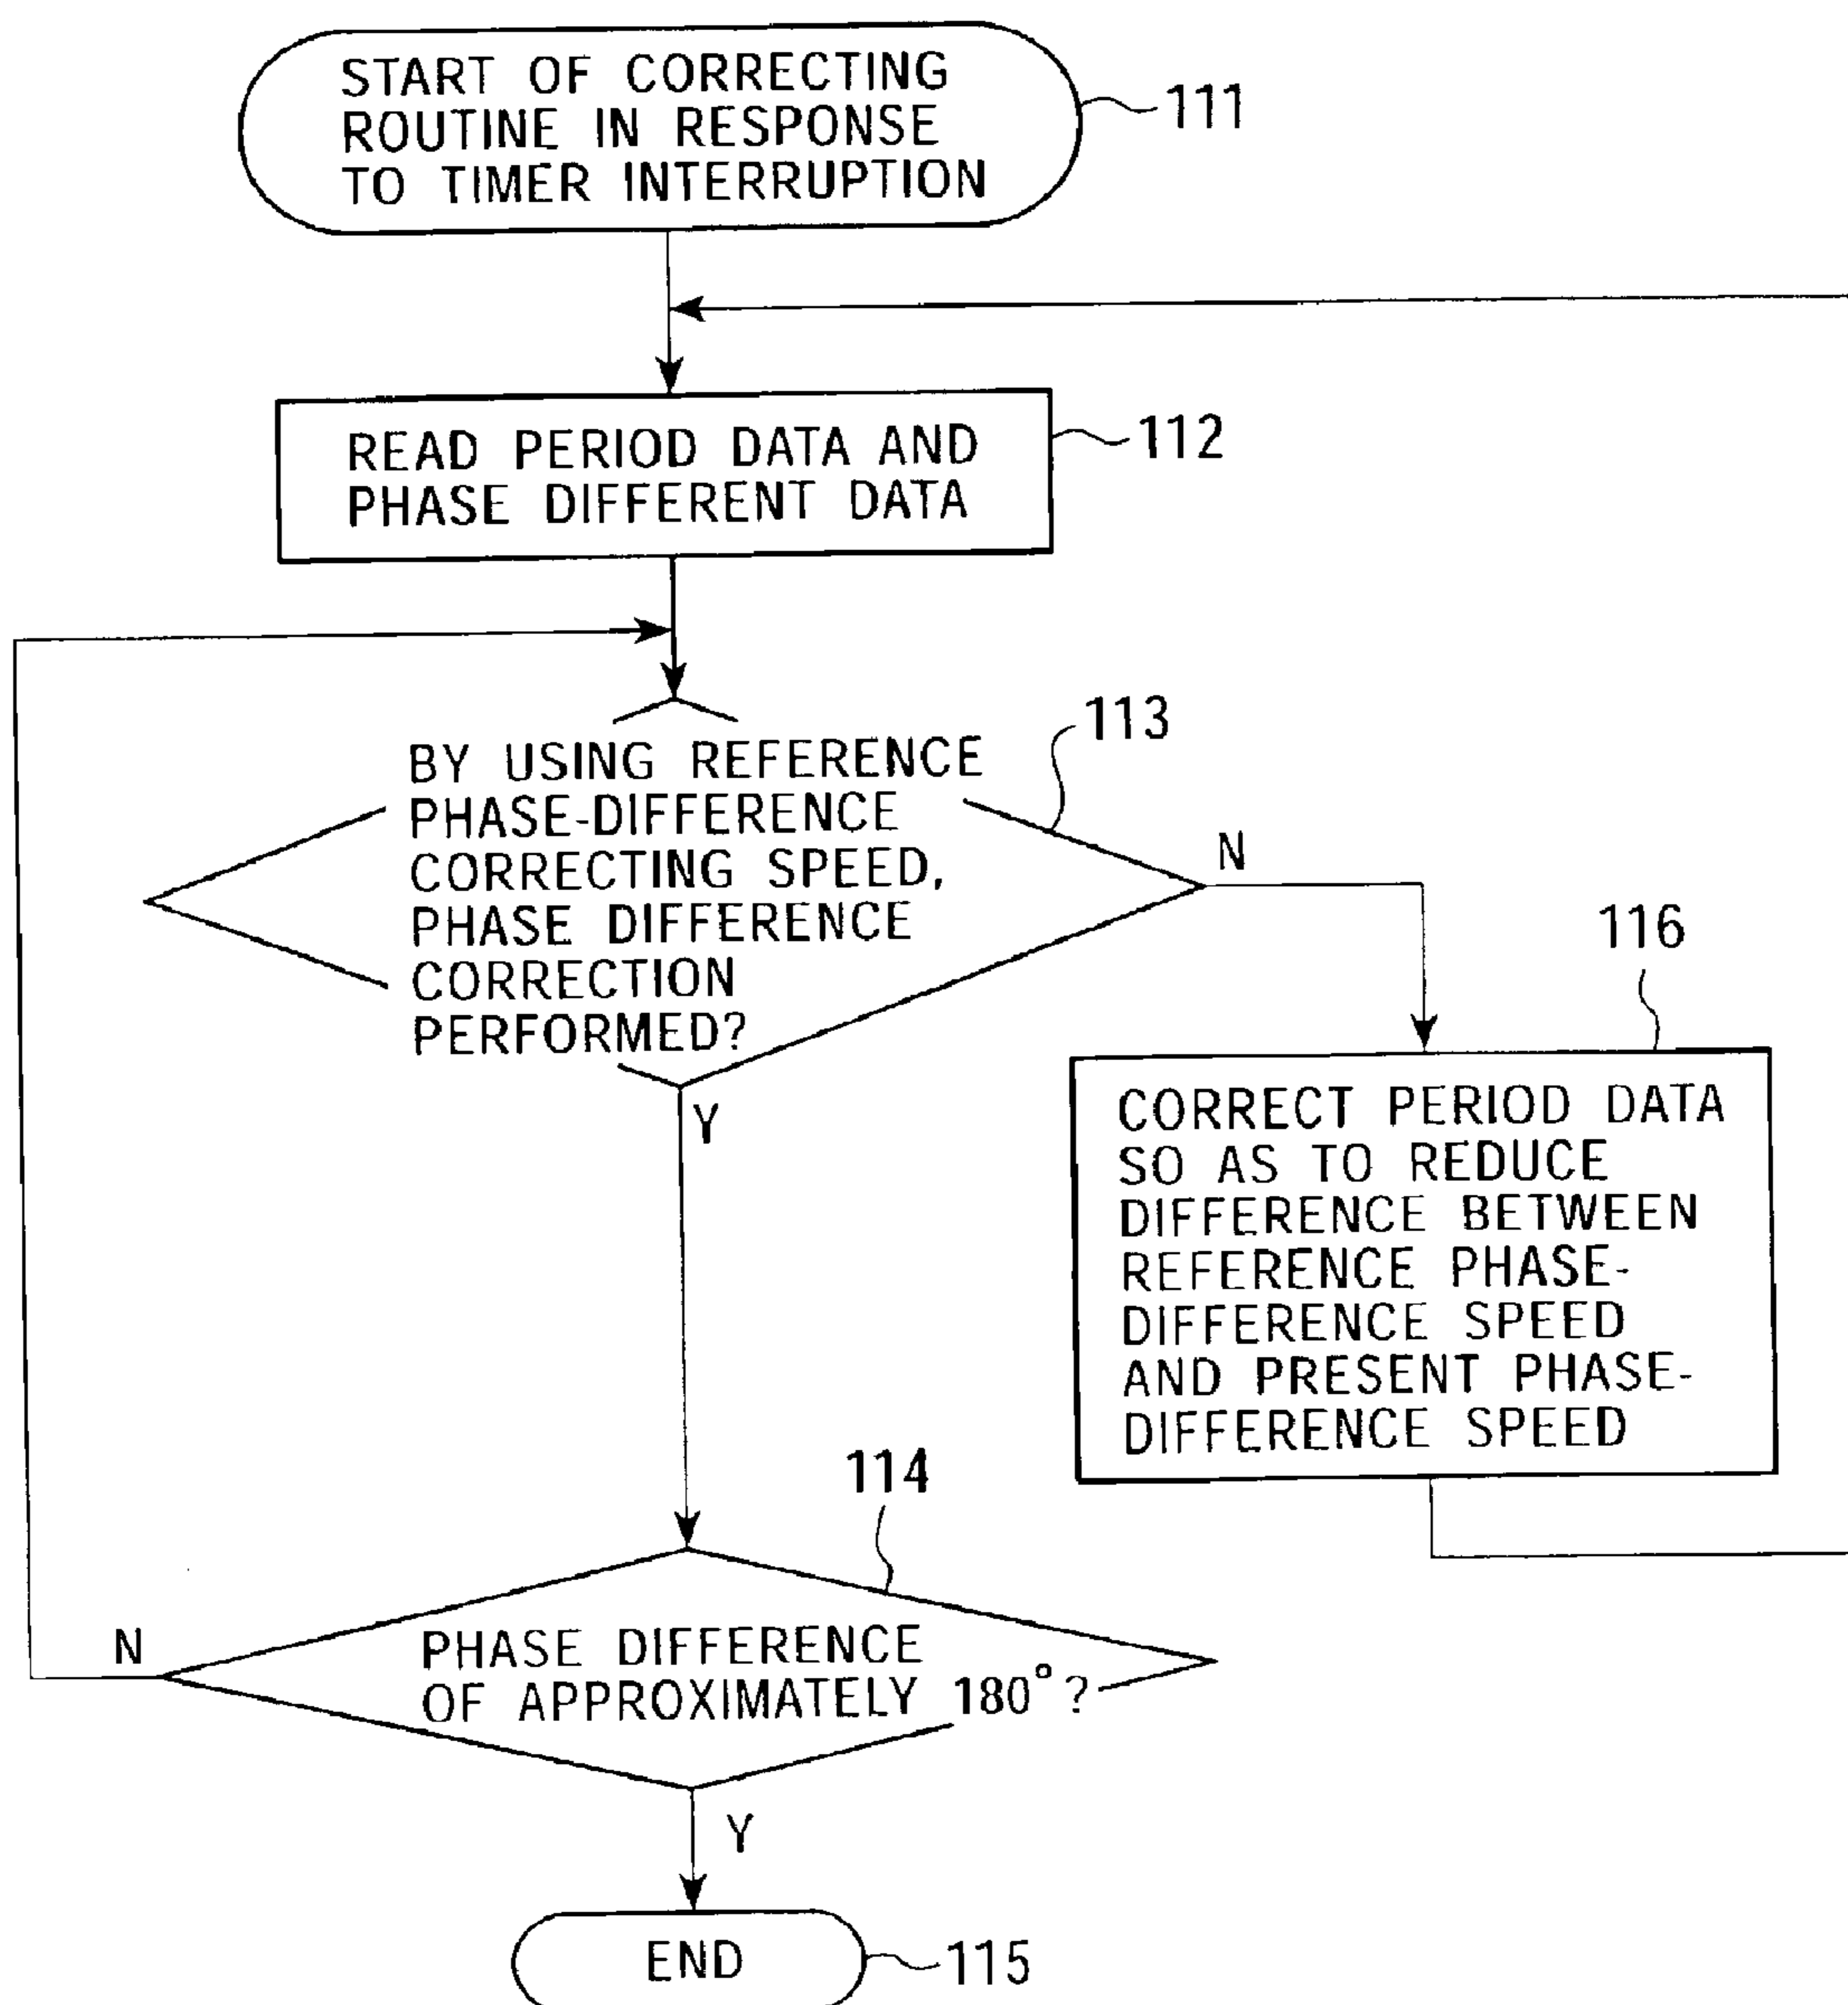 START OF CORRECTING
ROUTINE IN RESPONSE
TO TIMER INTERRUPTION
111
READ PERIOD DATA AND
PHASE DIFFERENT DATA
112
113
BY USING REFERENCE
PHASE-DIFFERENCE
CORRECTING SPEED,
PHASE DIFFERENCE
CORRECTION
PERFORMED?
N
Y
116
CORRECT PERIOD DATA
SO AS TO REDUCE
DIFFERENCE BETWEEN
REFERENCE PHASE-
DIFFERENCE SPEED
AND PRESENT PHASE-
DIFFERENCE SPEED
114
N
PHASE DIFFERENCE
OF APPROXIMATELY 180°?
Y
END
115